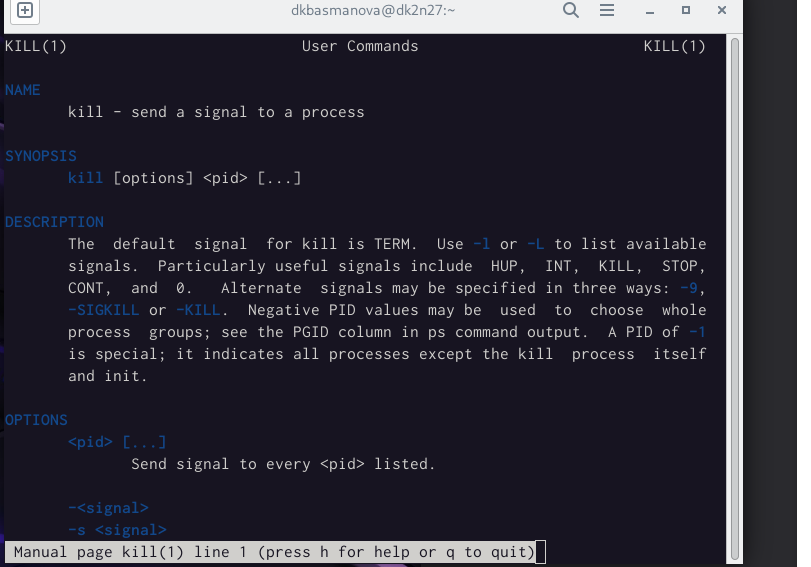 dkbasmanova@dk2n27:~
KILL(1) User Commands KILL(1)
NAME
kill - send a signal to a process
SYNOPSIS
kill [options] <pid> [...]
DESCRIPTION
The default signal for kill is TERM. Use -l or -L to list available
signals. Particularly useful signals include HUP, INT, KILL, STOP,
CONT, and 0. Alternate signals may be specified in three ways: -9,
-SIGKILL or -KILL. Negative PID values may be used to choose whole
process groups; see the PGID column in ps command output. A PID of -1
is special; it indicates all processes except the kill process itself
and init.
OPTIONS
<pid> [...]
Send signal to every <pid> listed.
-<signal>
-s <signal>
Manual page kill(1) line 1 (press h for help or q to quit)